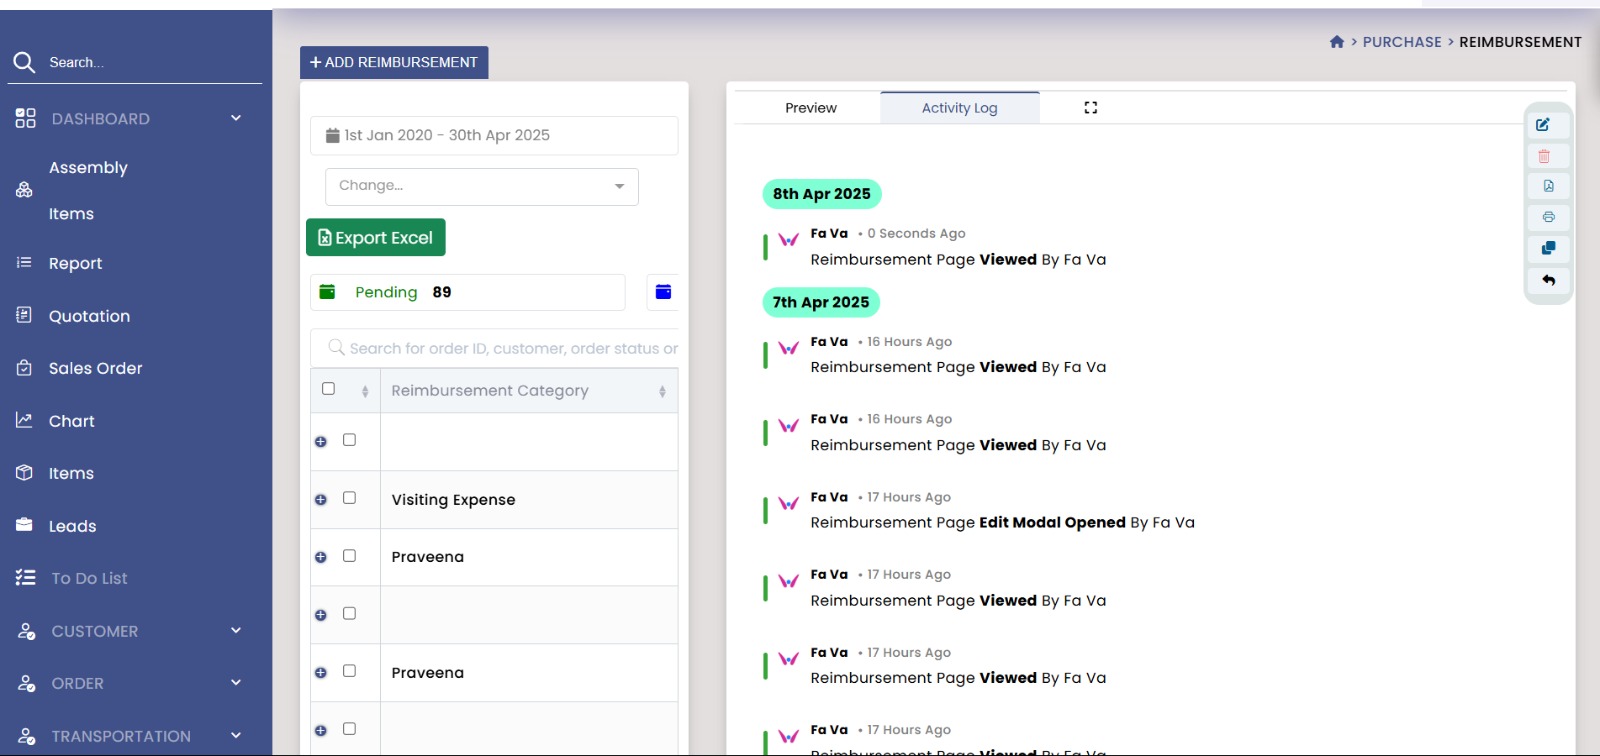 Search...
DASHBOARD
Assembly
Items
Report
Quotation
Sales Order
Chart
Items
Leads
To Do List
CUSTOMER
ORDER
TRANSPORTATION
+ ADD REIMBURSEMENT
> PURCHASE > REIMBURSEMENT
1st Jan 2020 - 30th Apr 2025
Change...
Export Excel
Pending 89
Search for order ID, customer, order status or
Reimbursement Category
Visiting Expense
Praveena
Praveena
Preview
Activity Log
8th Apr 2025
Fa Va • 0 Seconds Ago
Reimbursement Page Viewed By Fa Va
7th Apr 2025
Fa Va • 16 Hours Ago
Reimbursement Page Viewed By Fa Va
Fa Va • 16 Hours Ago
Reimbursement Page Viewed By Fa Va
Fa Va • 17 Hours Ago
Reimbursement Page Edit Modal Opened By Fa Va
Fa Va • 17 Hours Ago
Reimbursement Page Viewed By Fa Va
Fa Va • 17 Hours Ago
Reimbursement Page Viewed By Fa Va
Fa Va • 17 Hours Ago
Reimbursement Page Viewed By Fa Va